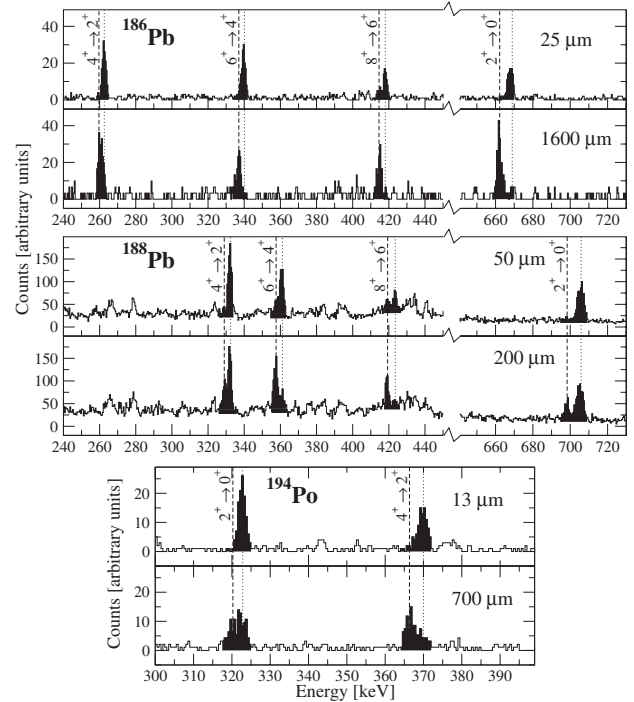 ¹⁸⁶Pb
25 μm
4⁺→2⁺
6⁺→4⁺
8⁺→6⁺
2⁺→0⁺
40
20
0
1600 μm
40
20
0
240 260 280 300 320 340 360 380 400 420 440 660 680 700 720
Counts [arbitrary units]
¹⁸⁸Pb
50 μm
4⁺→2⁺
6⁺→4⁺
8⁺→6⁺
2⁺→0⁺
150
100
50
0
200 μm
150
100
50
0
240 260 280 300 320 340 360 380 400 420 440 660 680 700 720
¹⁹⁴Po
13 μm
2⁺→0⁺
4⁺→2⁺
20
10
0
700 μm
20
10
0
Counts [arbitrary units]
300 310 320 330 340 350 360 370 380 390
Energy [keV]